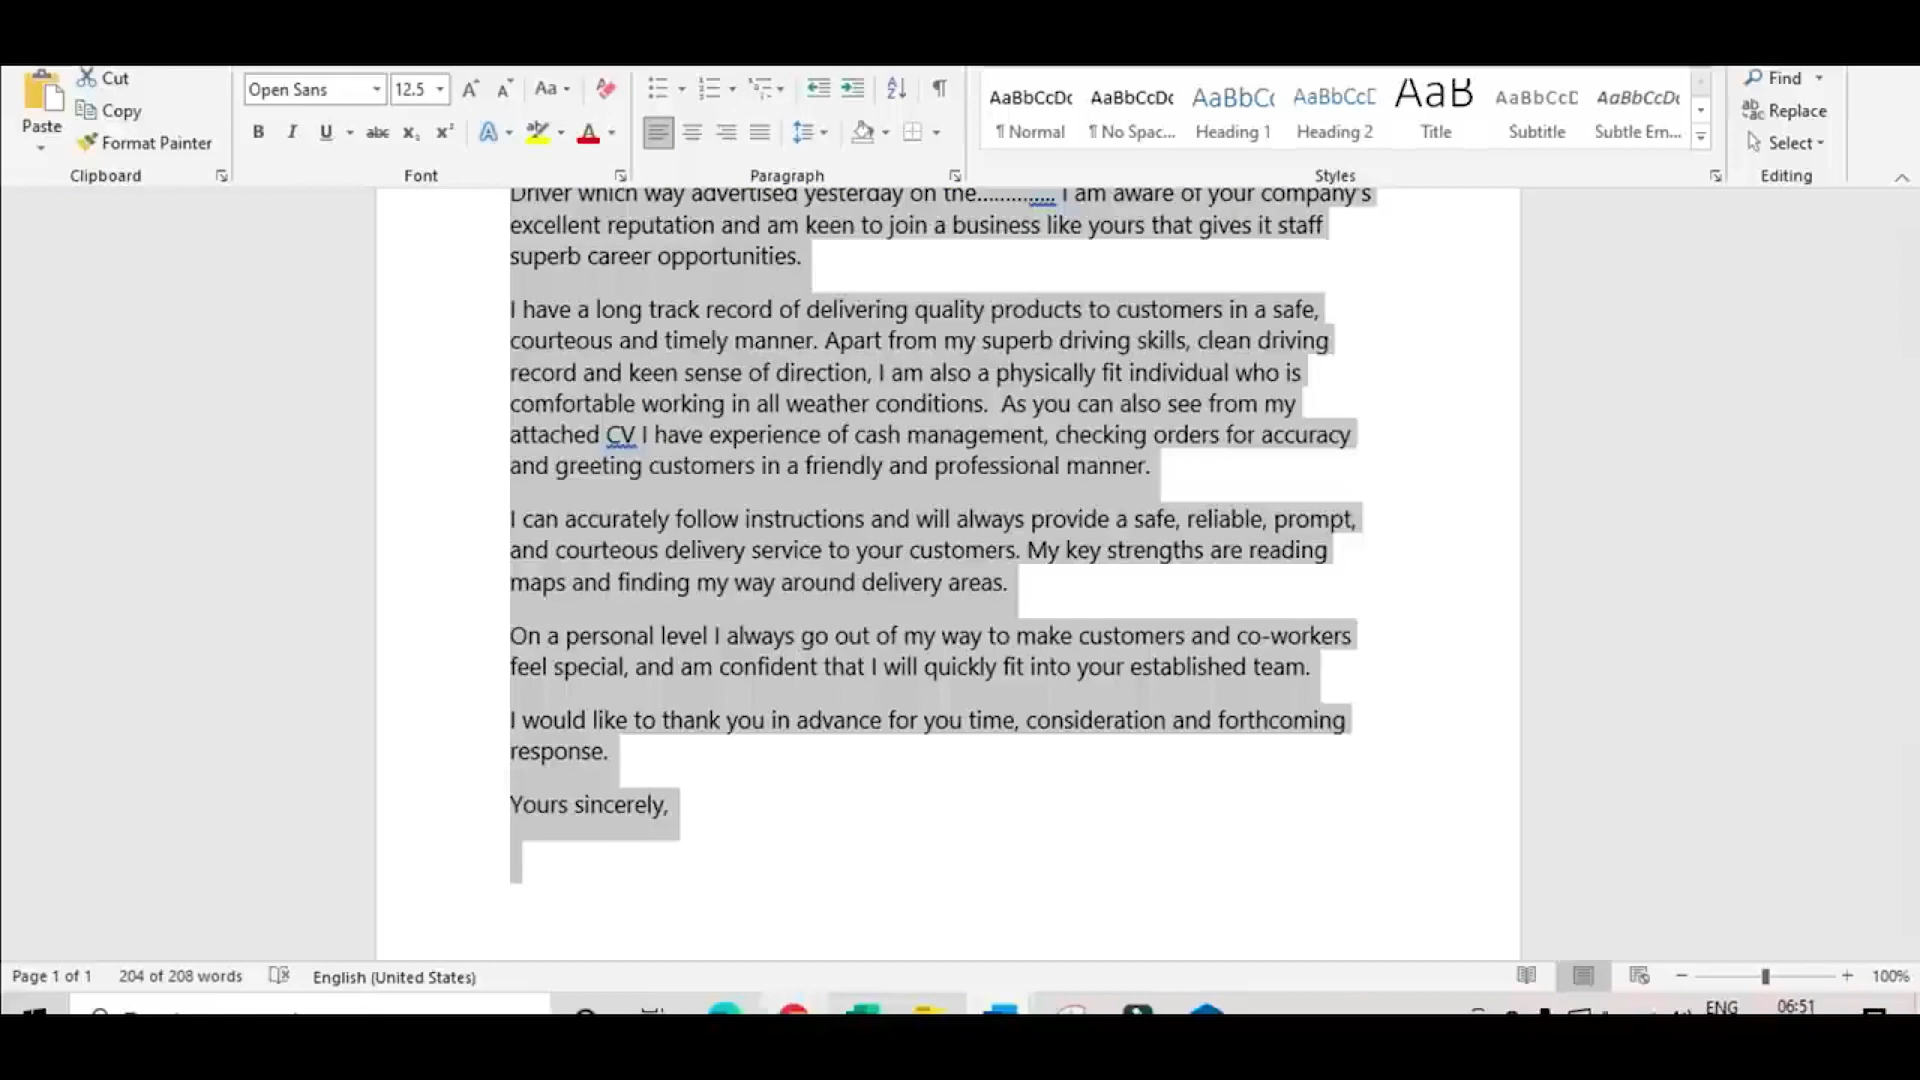 Cut
Copy
Format Painter
Paste
Clipboard
Open Sans
12.5
Aa
B I U abc x₂ x²
A A
Font
Paragraph
AaBbCcDc AaBbCcDc AaBbC AaBbCcD AaB AaBbCcD AaBbCcDc
¶ Normal ¶ No Spac... Heading 1 Heading 2 Title Subtitle Subtle Em...
Styles
Find
Replace
Select
Editing
Driver which way advertised yesterday on the............... I am aware of your company's
excellent reputation and am keen to join a business like yours that gives it staff
superb career opportunities.
I have a long track record of delivering quality products to customers in a safe,
courteous and timely manner. Apart from my superb driving skills, clean driving
record and keen sense of direction, I am also a physically fit individual who is
comfortable working in all weather conditions.  As you can also see from my
attached CV I have experience of cash management, checking orders for accuracy
and greeting customers in a friendly and professional manner.
I can accurately follow instructions and will always provide a safe, reliable, prompt,
and courteous delivery service to your customers. My key strengths are reading
maps and finding my way around delivery areas.
On a personal level I always go out of my way to make customers and co-workers
feel special, and am confident that I will quickly fit into your established team.
I would like to thank you in advance for you time, consideration and forthcoming
response.
Yours sincerely,
Page 1 of 1 204 of 208 words English (United States) 100%
ENG 06:51